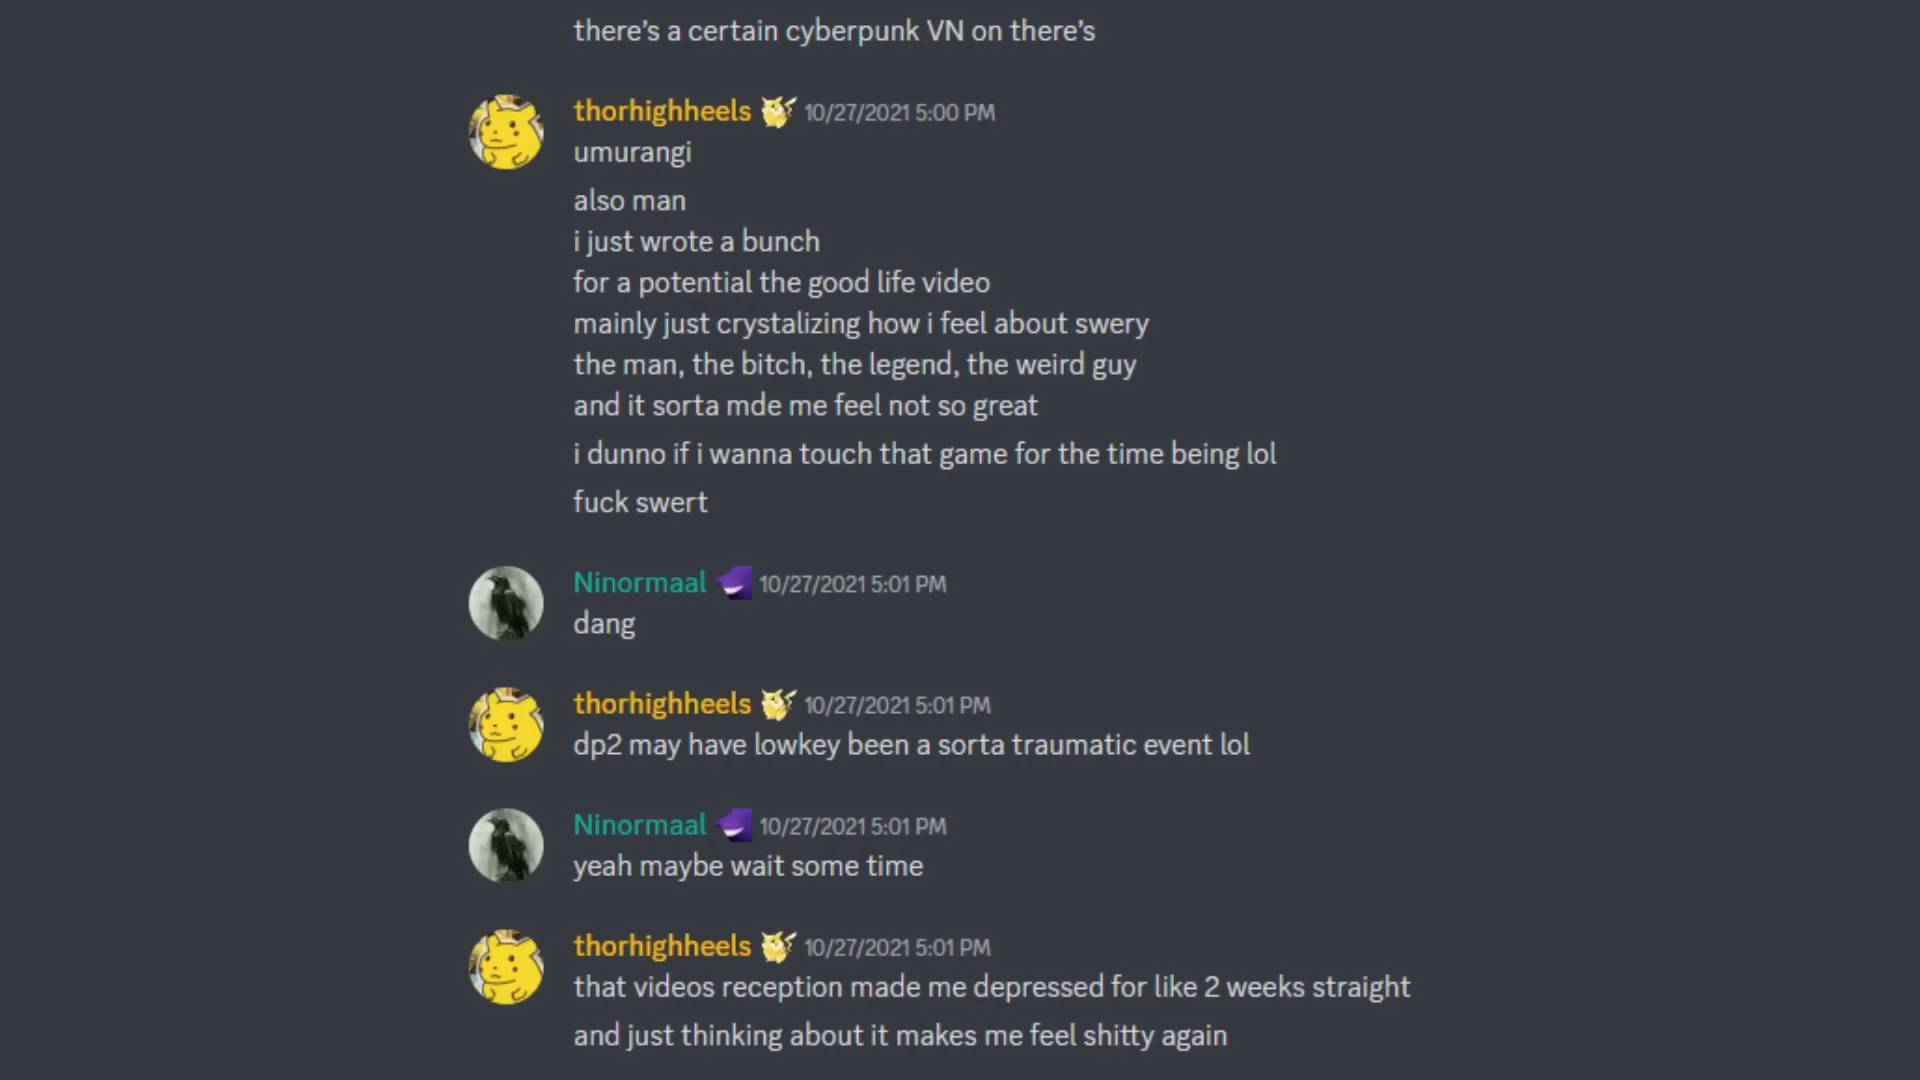 there's a certain cyberpunk VN on there's
thorhighheels 10/27/2021 5:00 PM
umurangi
also man
i just wrote a bunch
for a potential the good life video
mainly just crystalizing how i feel about swery
the man, the bitch, the legend, the weird guy
and it sorta mde me feel not so great
i dunno if i wanna touch that game for the time being lol
fuck swert
Ninormaal 10/27/2021 5:01 PM
dang
thorhighheels 10/27/2021 5:01 PM
dp2 may have lowkey been a sorta traumatic event lol
Ninormaal 10/27/2021 5:01 PM
yeah maybe wait some time
thorhighheels 10/27/2021 5:01 PM
that videos reception made me depressed for like 2 weeks straight
and just thinking about it makes me feel shitty again